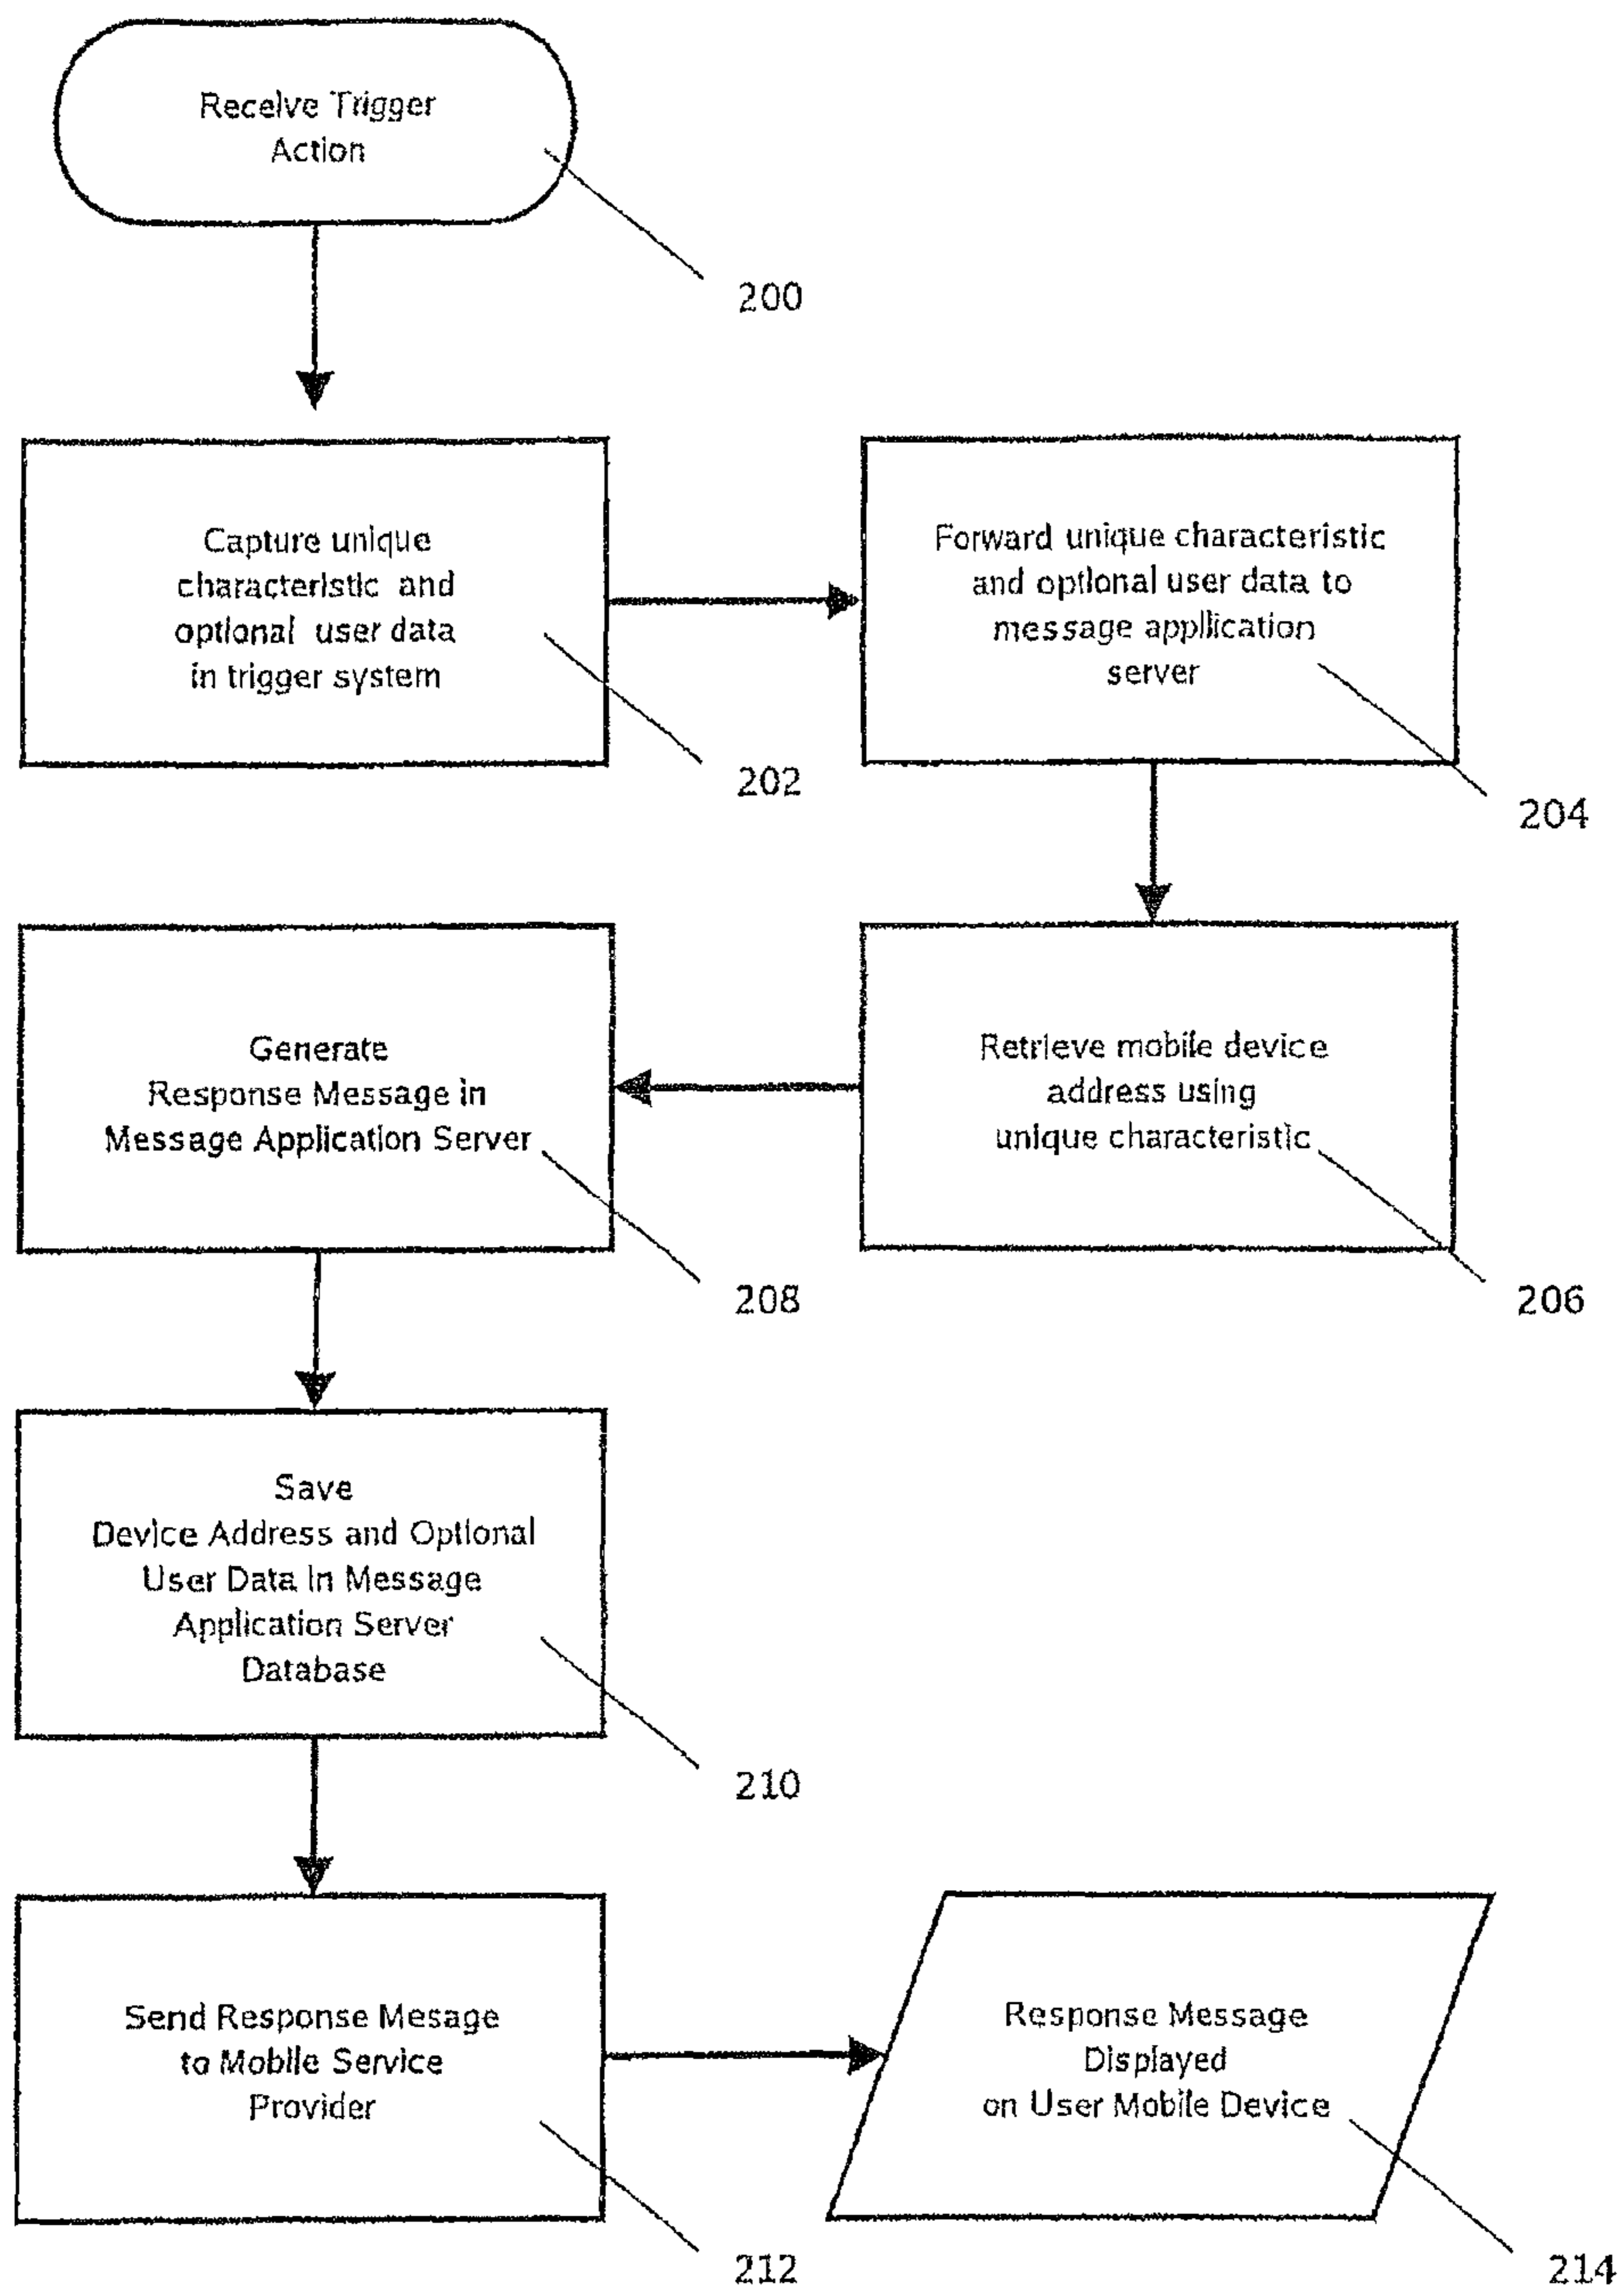 Receive Trigger
Action
200
Capture unique
characteristic and
optional user data
in trigger system
202
Forward unique characteristic
and optional user data to
message appllication
server
204
Retrieve mobile device
address using
unique characteristic
206
Generate
Response Message in
Message Application Server
208
Save
Device Address and Optional
User Data in Message
Application Server
Database
210
Send Response Mesage
to Mobile Service
Provider
212
Response Message
Displayed
on User Mobile Device
214